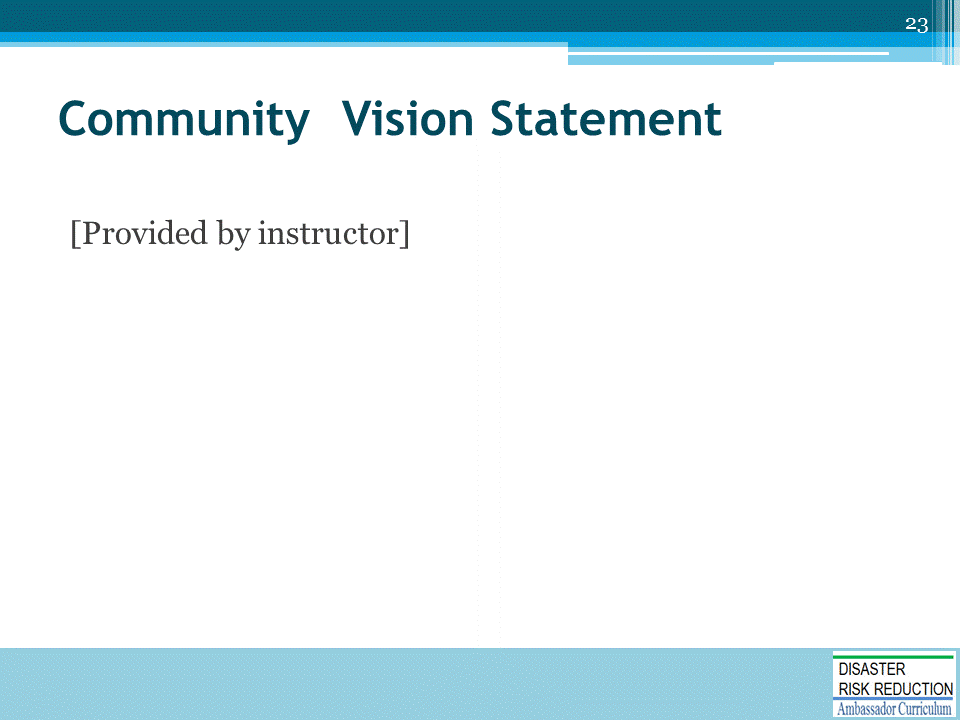 23
Community  Vision Statement
[Provided by instructor]
DISASTER
RISK REDUCTION
Ambassador Curriculum